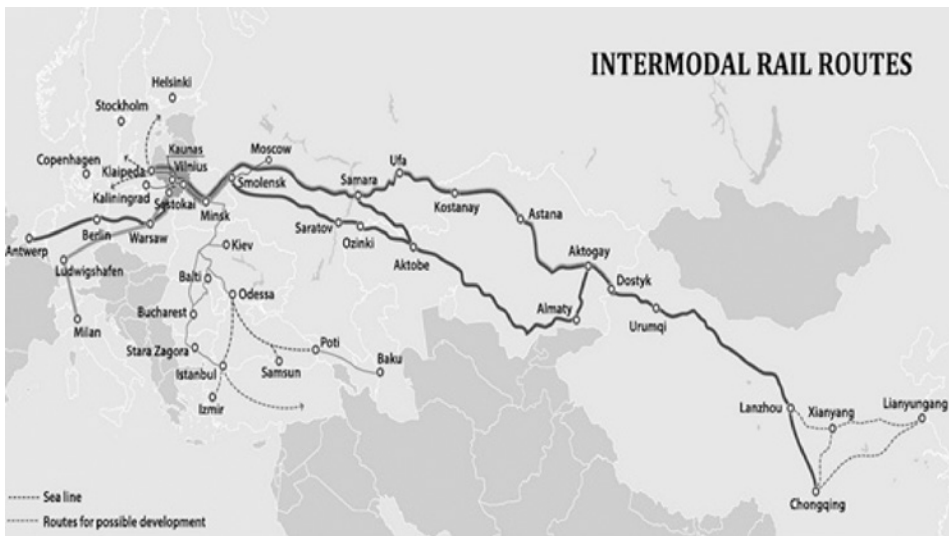 INTERMODAL RAIL ROUTES
Helsinki
Stockholm
Copenhagen
Kaunas
Klaipeda
Vilnius
Kaliningrad
Sestokai
Minsk
Moscow
Smolensk
Samara
Ufa
Kostanay
Astana
Saratov
Ozinki
Aktobe
Aktogay
Dostyk
Almaty
Urumqi
Antwerp
Berlin
Warsaw
Ludwigshafen
Milan
Kiev
Balti
Odessa
Bucharest
Stara Zagora
Istanbul
Izmir
Samsun
Poti
Baku
Lanzhou
Xianyang
Lianyungang
Chongqing
Sea line
Routes for possible development